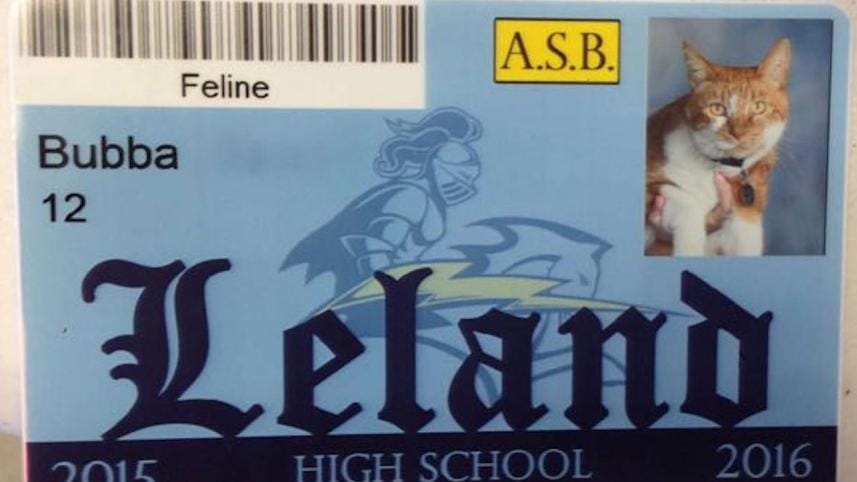 A.S.B.
Feline
Bubba
12
Leland
2015 HIGH SCHOOL 2016